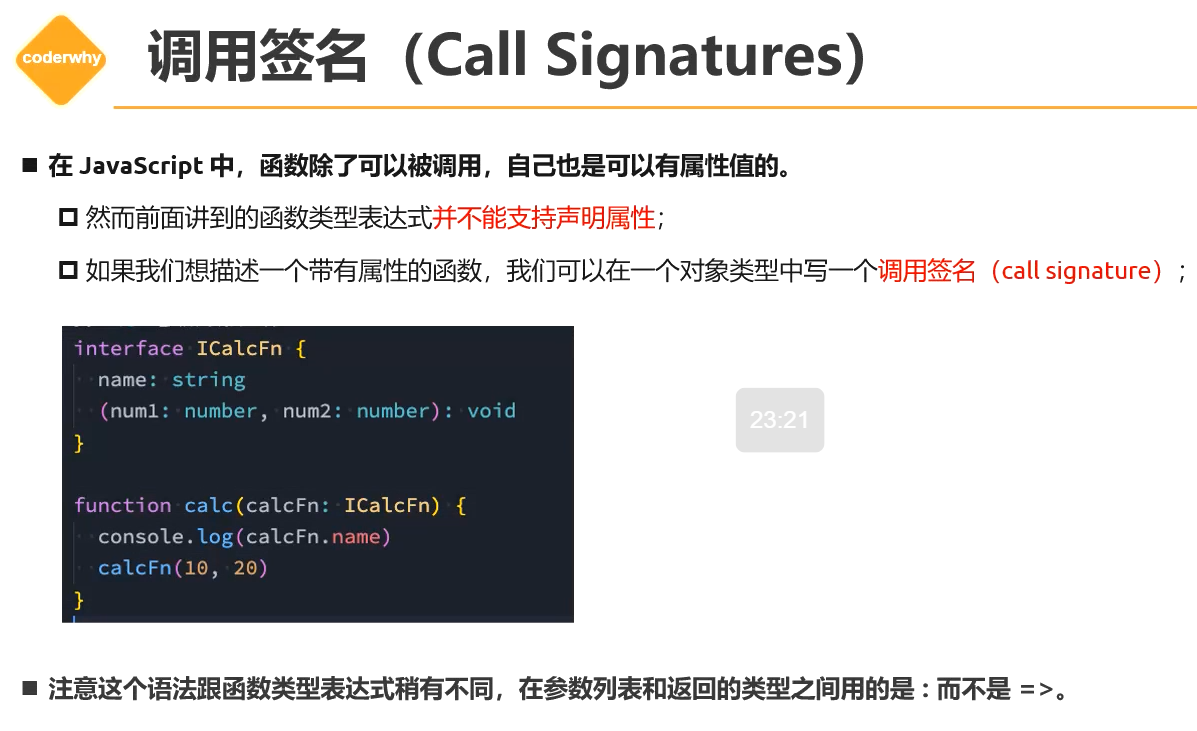 coderwhy
调用签名（Call Signatures）
在 JavaScript 中，函数除了可以被调用，自己也是可以有属性值的。
然而前面讲到的函数类型表达式并不能支持声明属性；
如果我们想描述一个带有属性的函数，我们可以在一个对象类型中写一个调用签名（call signature）；
interface ICalcFn {
name: string
(num1: number, num2: number): void
}
23:21
function calc(calcFn: ICalcFn) {
console.log(calcFn.name)
calcFn(10, 20)
}
注意这个语法跟函数类型表达式稍有不同，在参数列表和返回的类型之间用的是 : 而不是 =>。